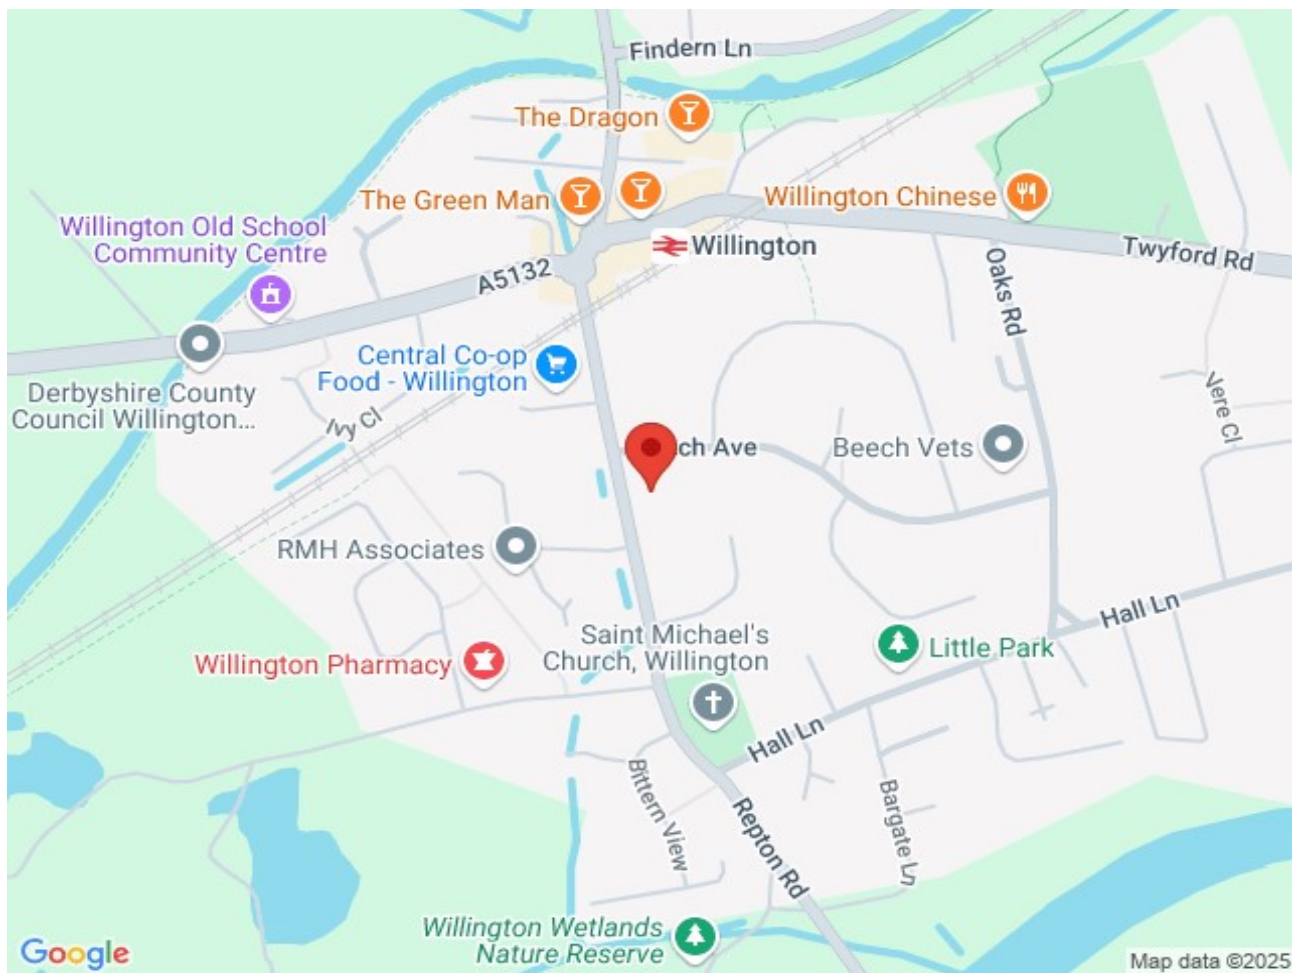 Findern Ln
The Dragon
The Green Man
Willington Chinese
Willington Old School
Community Centre
Willington
Twyford Rd
A5132
Oaks Rd
Central Co-op
Food - Willington
Derbyshire County
Council Willington...
Ivy Cl
Vere Cl
ch Ave
Beech Vets
RMH Associates
Hall Ln
Saint Michael's
Church, Willington
Little Park
Willington Pharmacy
Hall Ln
Bittern View
Repton Rd
Bargate Ln
Willington Wetlands
Nature Reserve
Google
Map data ©2025